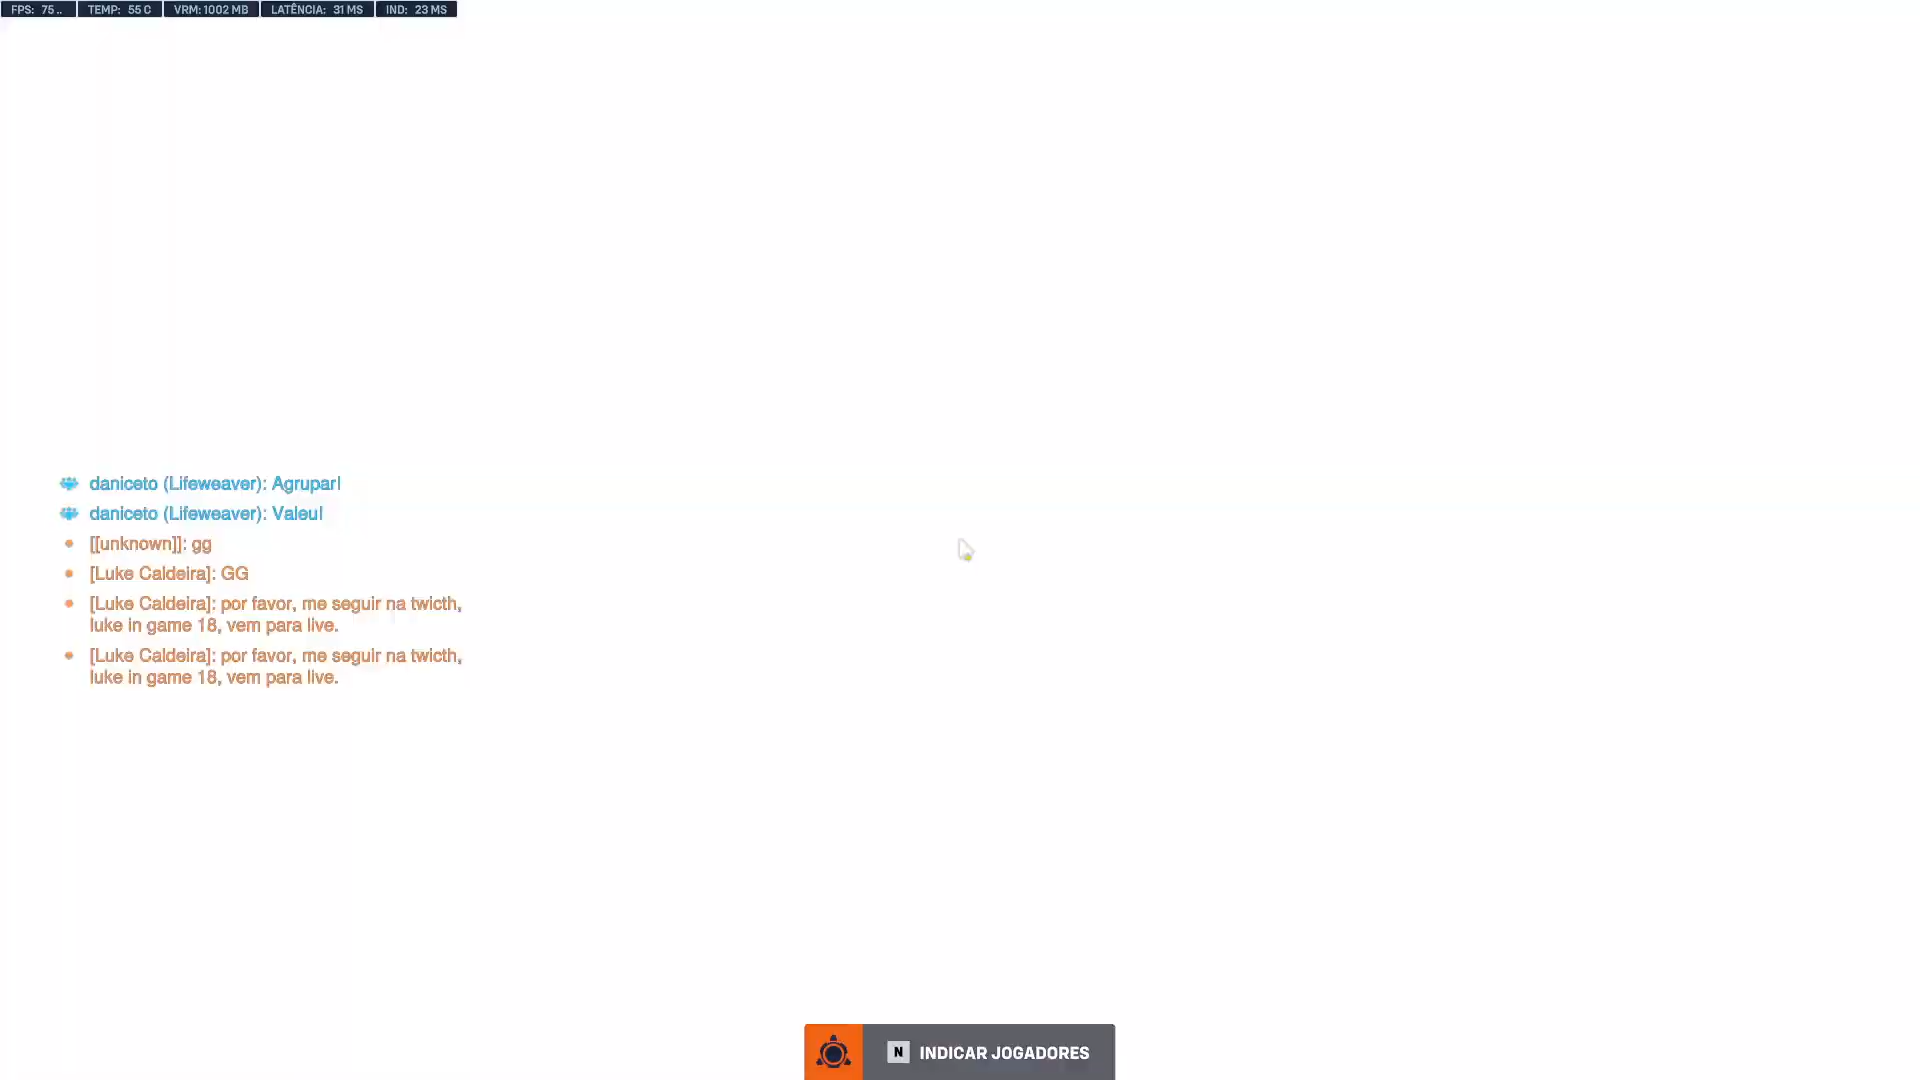 FPS: 75 .. TEMP: 55 C VRM: 1002 MB LATÊNCIA: 31 MS IND: 23 MS
daniceto (Lifeweaver): Agrupar!
daniceto (Lifeweaver): Valeu!
[[unknown]]: gg
[Luke Caldeira]: GG
[Luke Caldeira]: por favor, me seguir na twicth,
luke in game 18, vem para live.
[Luke Caldeira]: por favor, me seguir na twicth,
luke in game 18, vem para live.
N INDICAR JOGADORES